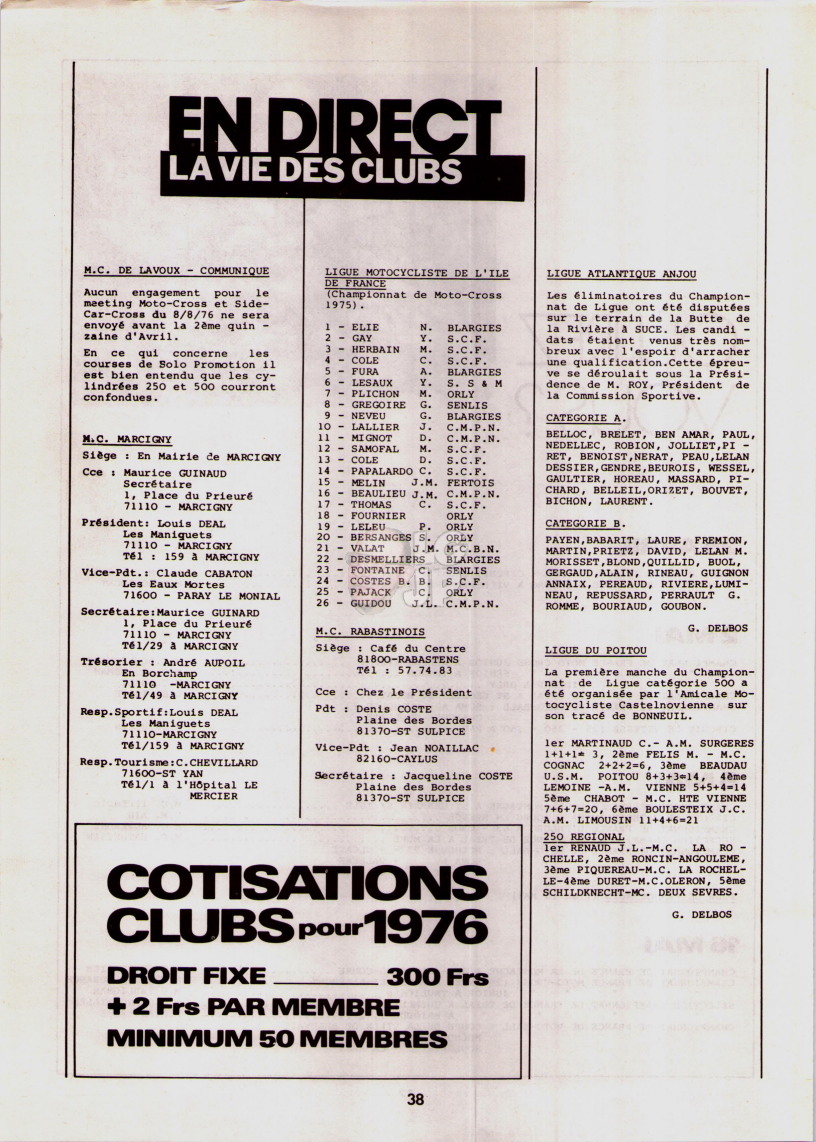 EN DIRECT
LA VIE DES CLUBS
M.C. DE LAVOUX - COMMUNIQUE
Aucun engagement pour le
meeting Moto-Cross et Side-
Car-Cross du 8/8/76 ne sera
envoyé avant la 2ème quin -
zaine d'Avril.
En ce qui concerne les
courses de Solo Promotion il
est bien entendu que les cy-
lindrées 250 et 500 courront
confondues.
M.C. MARCIGNY
Siège : En Mairie de MARCIGNY
Cce : Maurice GUINAUD
Secrétaire
1, Place du Prieuré
71110 - MARCIGNY
Président: Louis DEAL
Les Maniguets
71110 - MARCIGNY
Tél : 159 à MARCIGNY
Vice-Pdt.: Claude CABATON
Les Eaux Mortes
71600 - PARAY LE MONIAL
Secrétaire:Maurice GUINARD
1, Place du Prieuré
71110 - MARCIGNY
Tél/29 à MARCIGNY
Trésorier : André AUPOIL
En Borchamp
71110 -MARCIGNY
Tél/49 à MARCIGNY
Resp.Sportif:Louis DEAL
Les Maniguets
71110-MARCIGNY
Tél/159 à MARCIGNY
Resp.Tourisme:C.CHEVILLARD
71600-ST YAN
Tél/1 à l'Hôpital LE
MERCIER
LIGUE MOTOCYCLISTE DE L'ILE
DE FRANCE
(Championnat de Moto-Cross
1975).
1 - ELIE N. BLARGIES
2 - GAY Y. S.C.F.
3 - HERBAIN M. S.C.F.
4 - COLE C. S.C.F.
5 - FURA A. BLARGIES
6 - LESAUX Y. S. S & M
7 - PLICHON M. ORLY
8 - GREGOIRE G. SENLIS
9 - NEVEU G. BLARGIES
10 - LALLIER J. C.M.P.N.
11 - MIGNOT D. C.M.P.N.
12 - SAMOFAL M. S.C.F.
13 - COLE D. S.C.F.
14 - PAPALARDO C. S.C.F.
15 - MELIN J.M. FERTOIS
16 - BEAULIEU J.M. C.M.P.N.
17 - THOMAS C. S.C.F.
18 - FOURNIER ORLY
19 - LELEU P. ORLY
20 - BERSANGES S. ORLY
21 - VALAT J.M. M.C.B.N.
22 - DESMELLIERS BLARGIES
23 - FONTAINE C. SENLIS
24 - COSTES B. B. S.C.F.
25 - PAJACK C. ORLY
26 - GUIDOU J.L. C.M.P.N.
M.C. RABASTINOIS
Siège : Café du Centre
81800-RABASTENS
Tél : 57.74.83
Cce : Chez le Président
Pdt : Denis COSTE
Plaine des Bordes
81370-ST SULPICE
Vice-Pdt : Jean NOAILLAC
82160-CAYLUS
Secrétaire : Jacqueline COSTE
Plaine des Bordes
81370-ST SULPICE
COTISATIONS
CLUBS pour 1976
DROIT FIXE ________ 300 Frs
+ 2 Frs PAR MEMBRE
MINIMUM 50 MEMBRES
LIGUE ATLANTIQUE ANJOU
Les éliminatoires du Champion-
nat de Ligue ont été disputées
sur le terrain de la Butte de
la Rivière à SUCE. Les candi -
dats étaient venus très nom-
breux avec l'espoir d'arracher
une qualification.Cette épreu-
ve se déroulait sous la Prési-
dence de M. ROY, Président de
la Commission Sportive.
CATEGORIE A.
BELLOC, BRELET, BEN AMAR, PAUL,
NEDELLEC, ROBION, JOLLIET,PI -
RET, BENOIST,NERAT, PEAU,LELAN
DESSIER,GENDRE,BEUROIS, WESSEL,
GAULTIER, HOREAU, MASSARD, PI-
CHARD, BELLEIL,ORIZET, BOUVET,
BICHON, LAURENT.
CATEGORIE B.
PAYEN,BABARIT, LAURE, FREMION,
MARTIN,PRIETZ, DAVID, LELAN M.
MORISSET,BLOND,QUILLID, BUOL,
GERGAUD,ALAIN, RINEAU, GUIGNON
ANNAIX, PEREAUD, RIVIERE,LUMI-
NEAU, REPUSSARD, PERRAULT G.
ROMME, BOURIAUD, GOUBON.
G. DELBOS
LIGUE DU POITOU
La première manche du Champion-
nat de Ligue catégorie 500 a
été organisée par l'Amicale Mo-
tocycliste Castelnovienne sur
son tracé de BONNEUIL.
1er MARTINAUD C.- A.M. SURGERES
1+1+1= 3, 2ème FELIS M. - M.C.
COGNAC 2+2+2=6, 3ème BEAUDAU
U.S.M. POITOU 8+3+3=14, 4ème
LEMOINE -A.M. VIENNE 5+5+4=14
5ème CHABOT - M.C. HTE VIENNE
7+6+7=20, 6ème BOULESTEIX J.C.
A.M. LIMOUSIN 11+4+6=21
250 REGIONAL
1er RENAUD J.L.-M.C. LA RO -
CHELLE, 2ème RONCIN-ANGOULEME,
3ème PIQUEREAU-M.C. LA ROCHEL-
LE-4ème DURET-M.C.OLERON, 5ème
SCHILDKNECHT-MC. DEUX SEVRES.
G. DELBOS
38